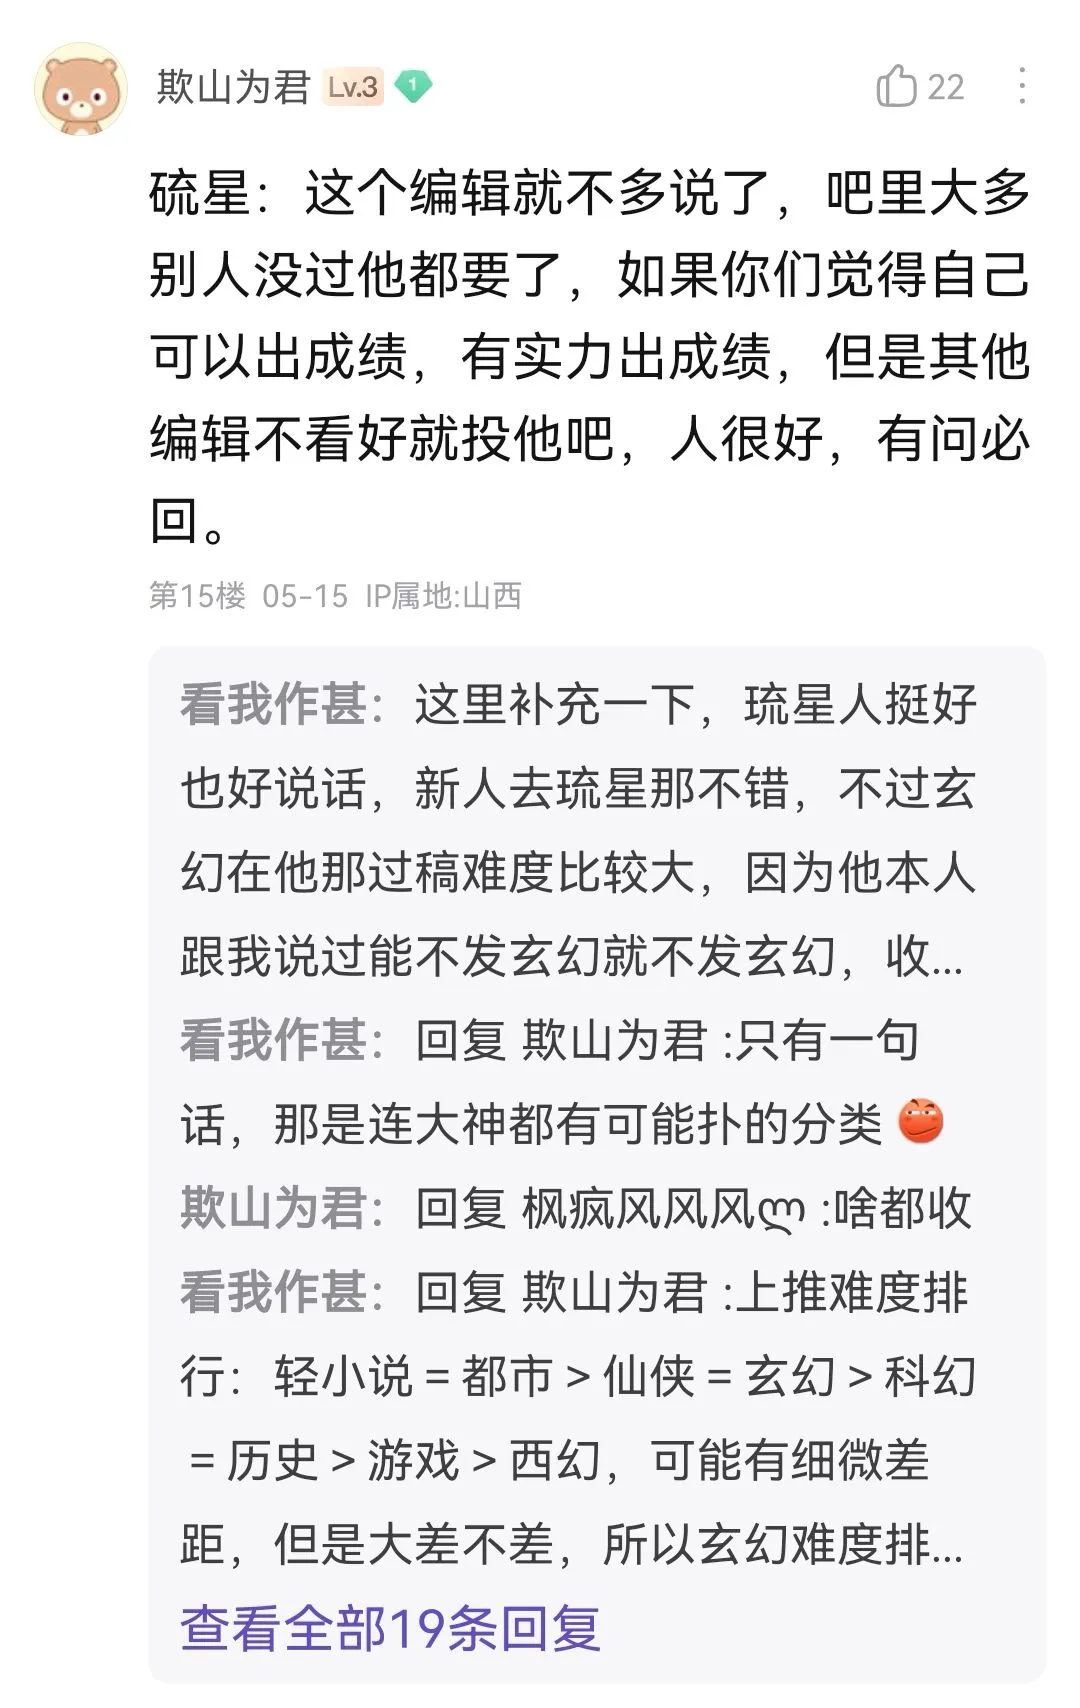 欺山为君 Lv.3 1 22
硫星：这个编辑就不多说了，吧里大多
别人没过他都要了，如果你们觉得自己
可以出成绩，有实力出成绩，但是其他
编辑不看好就投他吧，人很好，有问必
回。
第15楼 05-15 IP属地:山西
看我作甚：这里补充一下，琉星人挺好
也好说话，新人去琉星那不错，不过玄
幻在他那过稿难度比较大，因为他本人
跟我说过能不发玄幻就不发玄幻，收...
看我作甚：回复 欺山为君 :只有一句
话，那是连大神都有可能扑的分类
欺山为君：回复 枫疯风风风ლ :啥都收
看我作甚：回复 欺山为君 :上推难度排
行：轻小说 = 都市 > 仙侠 = 玄幻 > 科幻
= 历史 > 游戏 > 西幻，可能有细微差
距，但是大差不差，所以玄幻难度排...
查看全部19条回复